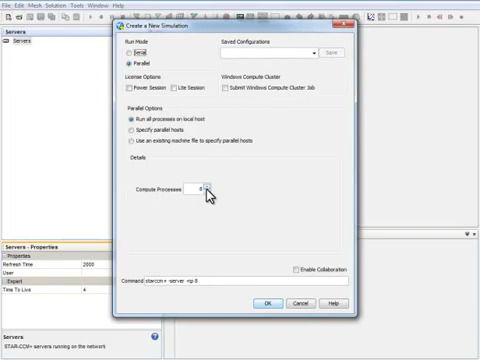 File Edit Mesh Solution Tools Window Help
Servers
Servers
Create a New Simulation
Run Mode
Saved Configurations
Serial
Save
Parallel
License Options
Windows Compute Cluster
Power Session
Lite Session
Submit Windows Compute Cluster Job
Parallel Options
Run all processes on local host
Specify parallel hosts
Use an existing machine file to specify parallel hosts
Details
Compute Processes
8
Enable Collaboration
Command starccm+ -server -np 8
OK
Cancel
Help
Servers - Properties
Properties
Refresh Time 2000
User
Expert
Time To Live 4
Servers
STAR-CCM+ servers running on the network